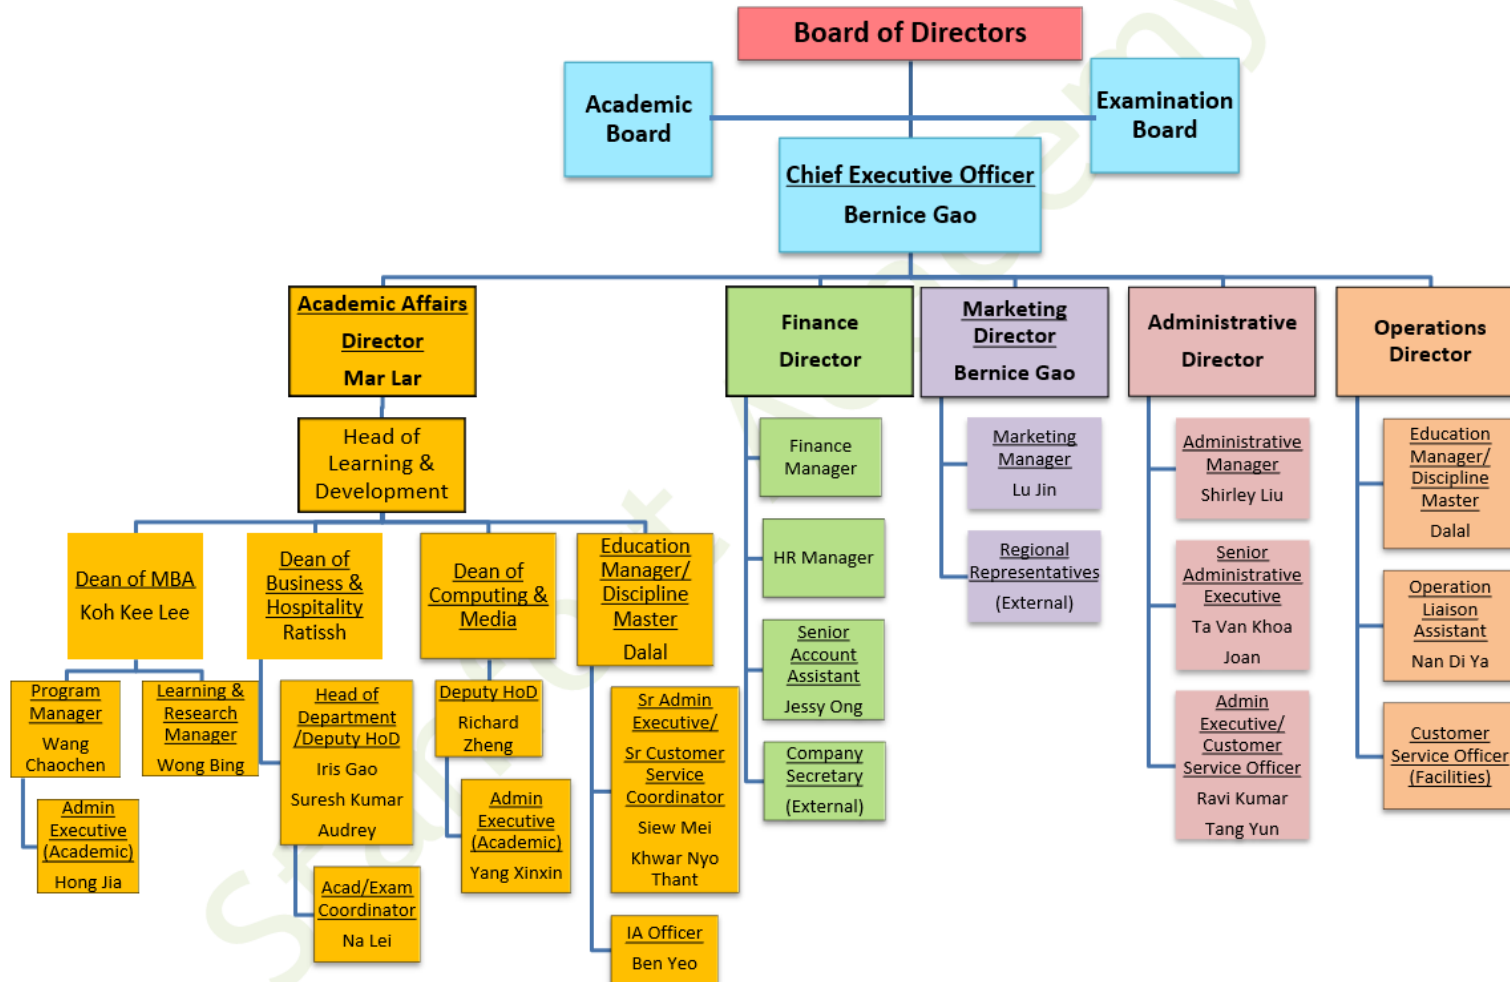 Board of Directors
Academic
Board
Examination
Board
Chief Executive Officer
Bernice Gao
Academic Affairs
Director
Mar Lar
Finance
Director
Marketing
Director
Bernice Gao
Administrative
Director
Operations
Director
Head of
Learning &
Development
Finance
Manager
HR Manager
Senior
Account
Assistant
Jessy Ong
Company
Secretary
(External)
Marketing
Manager
Lu Jin
Regional
Representatives
(External)
Administrative
Manager
Shirley Liu
Senior
Administrative
Executive
Ta Van Khoa
Joan
Admin
Executive/
Customer
Service Officer
Ravi Kumar
Tang Yun
Education
Manager/
Discipline
Master
Dalal
Operation
Liaison
Assistant
Nan Di Ya
Customer
Service Officer
(Facilities)
Dean of MBA
Koh Kee Lee
Dean of
Business &
Hospitality
Ratissh
Dean of
Computing &
Media
Education
Manager/
Discipline
Master
Dalal
Program
Manager
Wang
Chaochen
Learning &
Research
Manager
Wong Bing
Admin
Executive
(Academic)
Hong Jia
Head of
Department
/Deputy HoD
Iris Gao
Suresh Kumar
Audrey
Acad/Exam
Coordinator
Na Lei
Deputy HoD
Richard
Zheng
Admin
Executive
(Academic)
Yang Xinxin
Sr Admin
Executive/
Sr Customer
Service
Coordinator
Siew Mei
Khwar Nyo
Thant
IA Officer
Ben Yeo